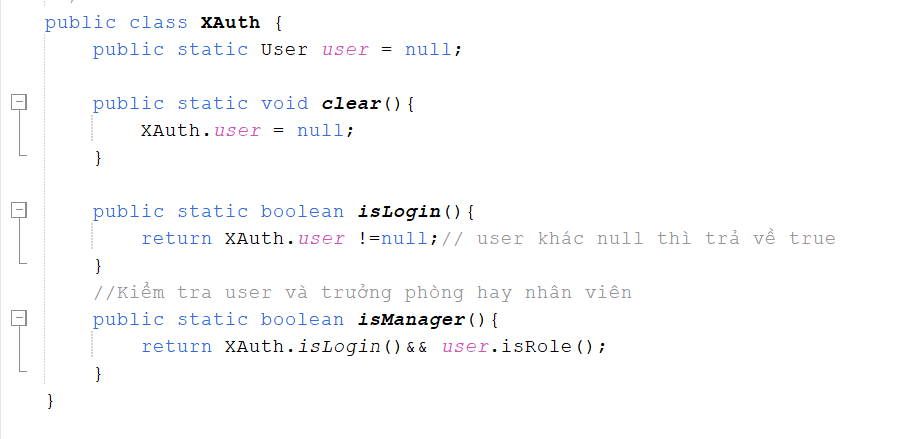 public class XAuth {
    public static User user = null;

    public static void clear(){
        XAuth.user = null;
    }

    public static boolean isLogin(){
        return XAuth.user !=null;// user khác null thì trả về true
    }
    //Kiểm tra user và trưởng phòng hay nhân viên
    public static boolean isManager(){
        return XAuth.isLogin()&& user.isRole();
    }
}